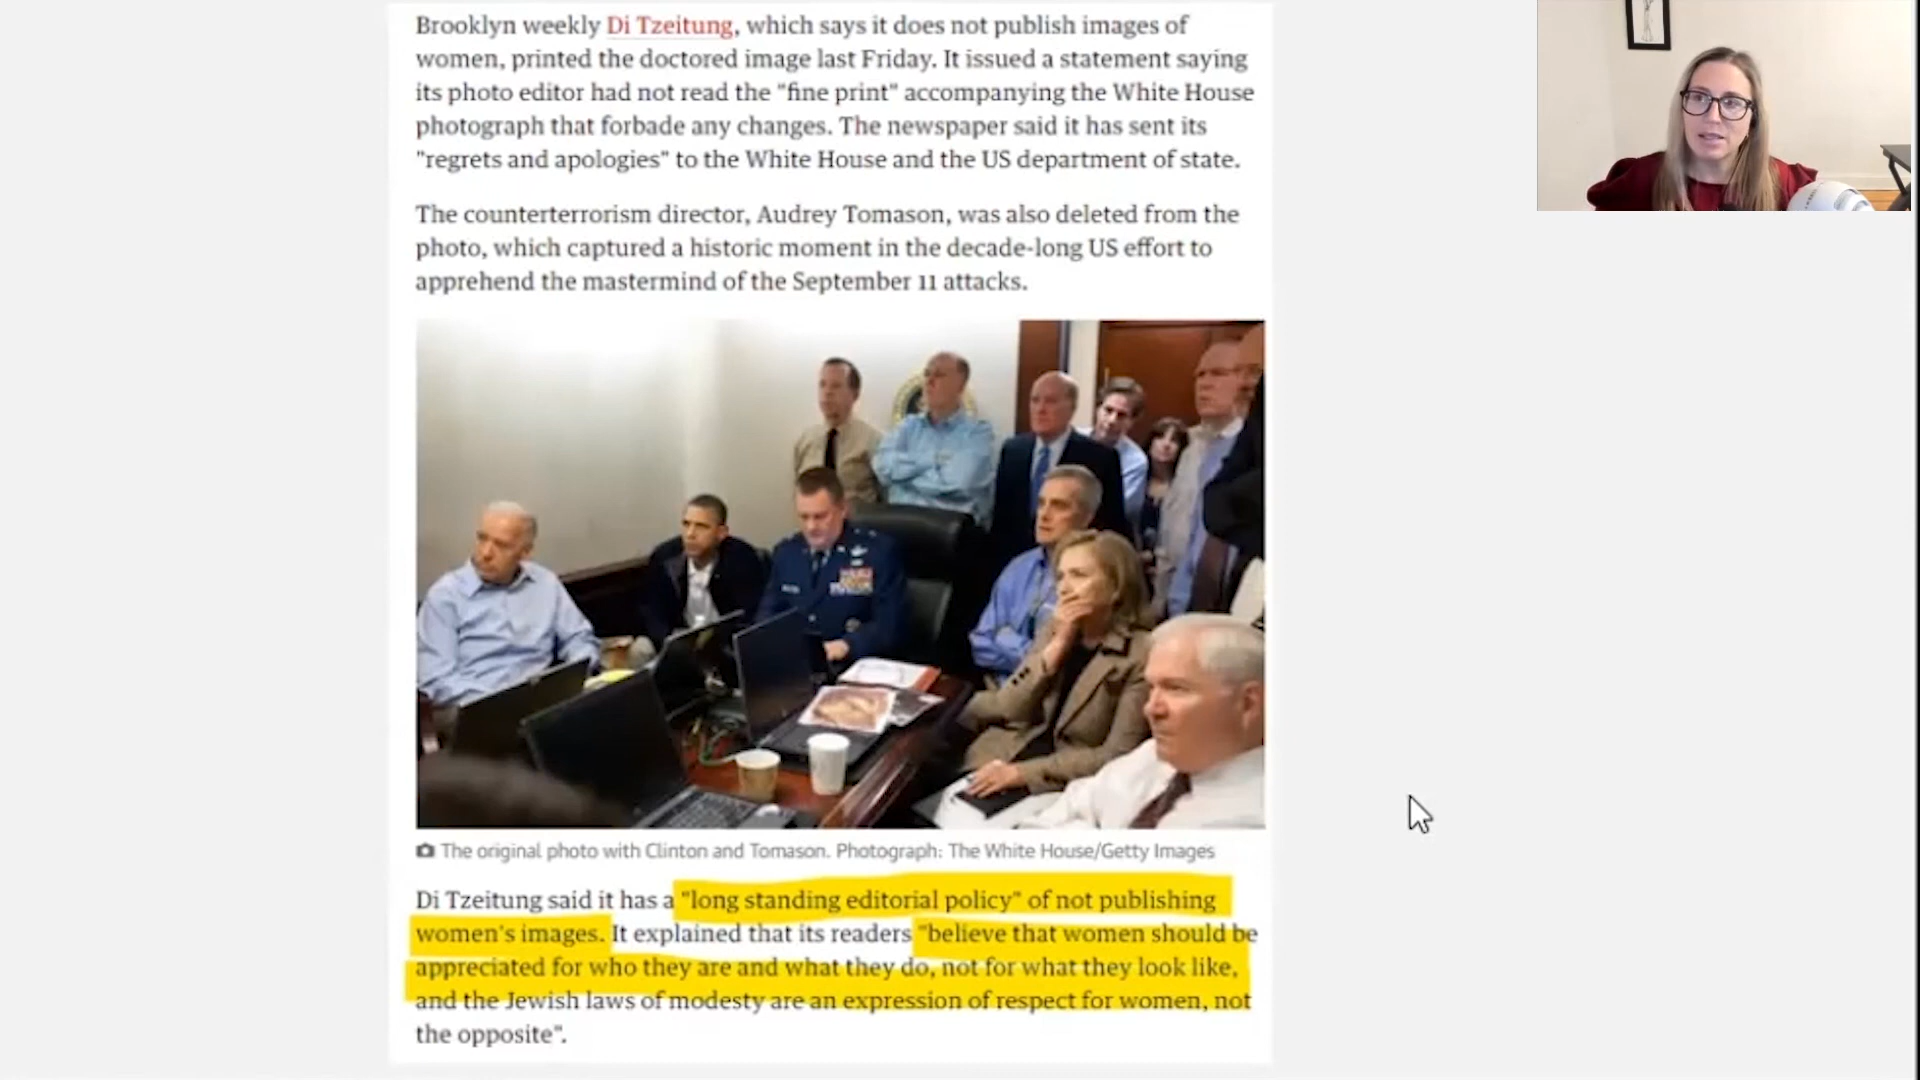 Brooklyn weekly Di Tzeitung, which says it does not publish images of
women, printed the doctored image last Friday. It issued a statement saying
its photo editor had not read the "fine print" accompanying the White House
photograph that forbade any changes. The newspaper said it has sent its
"regrets and apologies" to the White House and the US department of state.
The counterterrorism director, Audrey Tomason, was also deleted from the
photo, which captured a historic moment in the decade-long US effort to
apprehend the mastermind of the September 11 attacks.
The original photo with Clinton and Tomason. Photograph: The White House/Getty Images
Di Tzeitung said it has a "long standing editorial policy" of not publishing
women's images. It explained that its readers "believe that women should be
appreciated for who they are and what they do, not for what they look like,
and the Jewish laws of modesty are an expression of respect for women, not
the opposite".